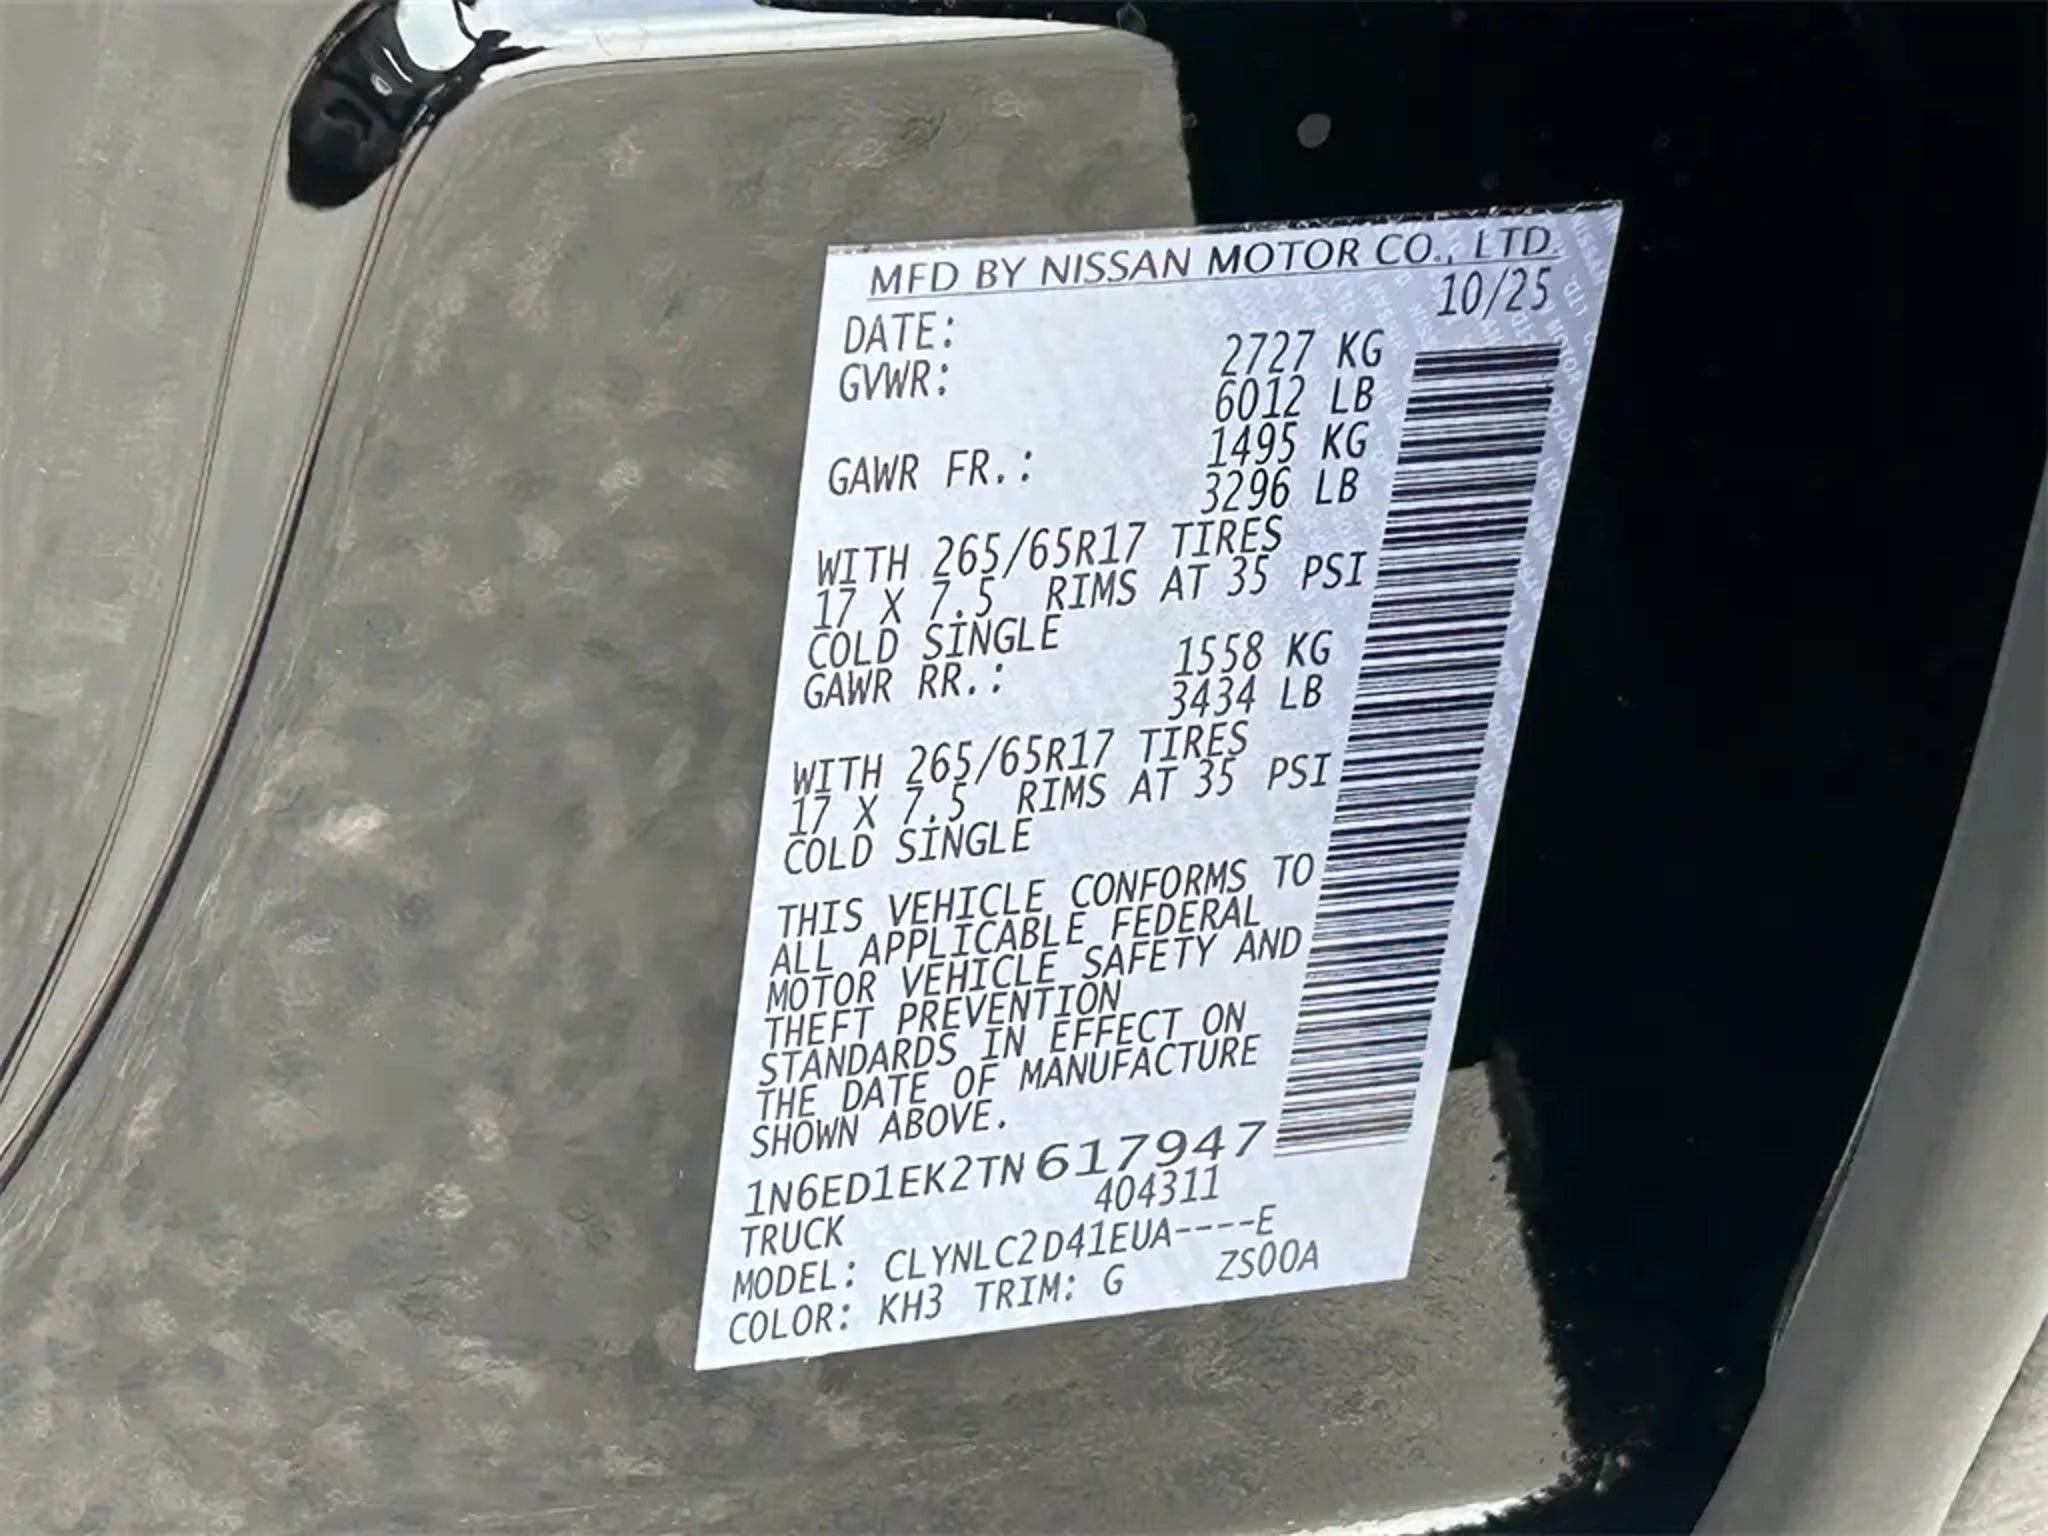 MFD BY NISSAN MOTOR CO., LTD.
DATE: 10/25
GVWR: 2727 KG
6012 LB
GAWR FR.: 1495 KG
3296 LB
WITH 265/65R17 TIRES
17 X 7.5 RIMS AT 35 PSI
COLD SINGLE
GAWR RR.: 1558 KG
3434 LB
WITH 265/65R17 TIRES
17 X 7.5 RIMS AT 35 PSI
COLD SINGLE
THIS VEHICLE CONFORMS TO
ALL APPLICABLE FEDERAL
MOTOR VEHICLE SAFETY AND
THEFT PREVENTION
STANDARDS IN EFFECT ON
THE DATE OF MANUFACTURE
SHOWN ABOVE.
1N6ED1EK2TN617947
TRUCK 404311
MODEL: CLYNLC2D41EUA----E
COLOR: KH3 TRIM: G ZS00A